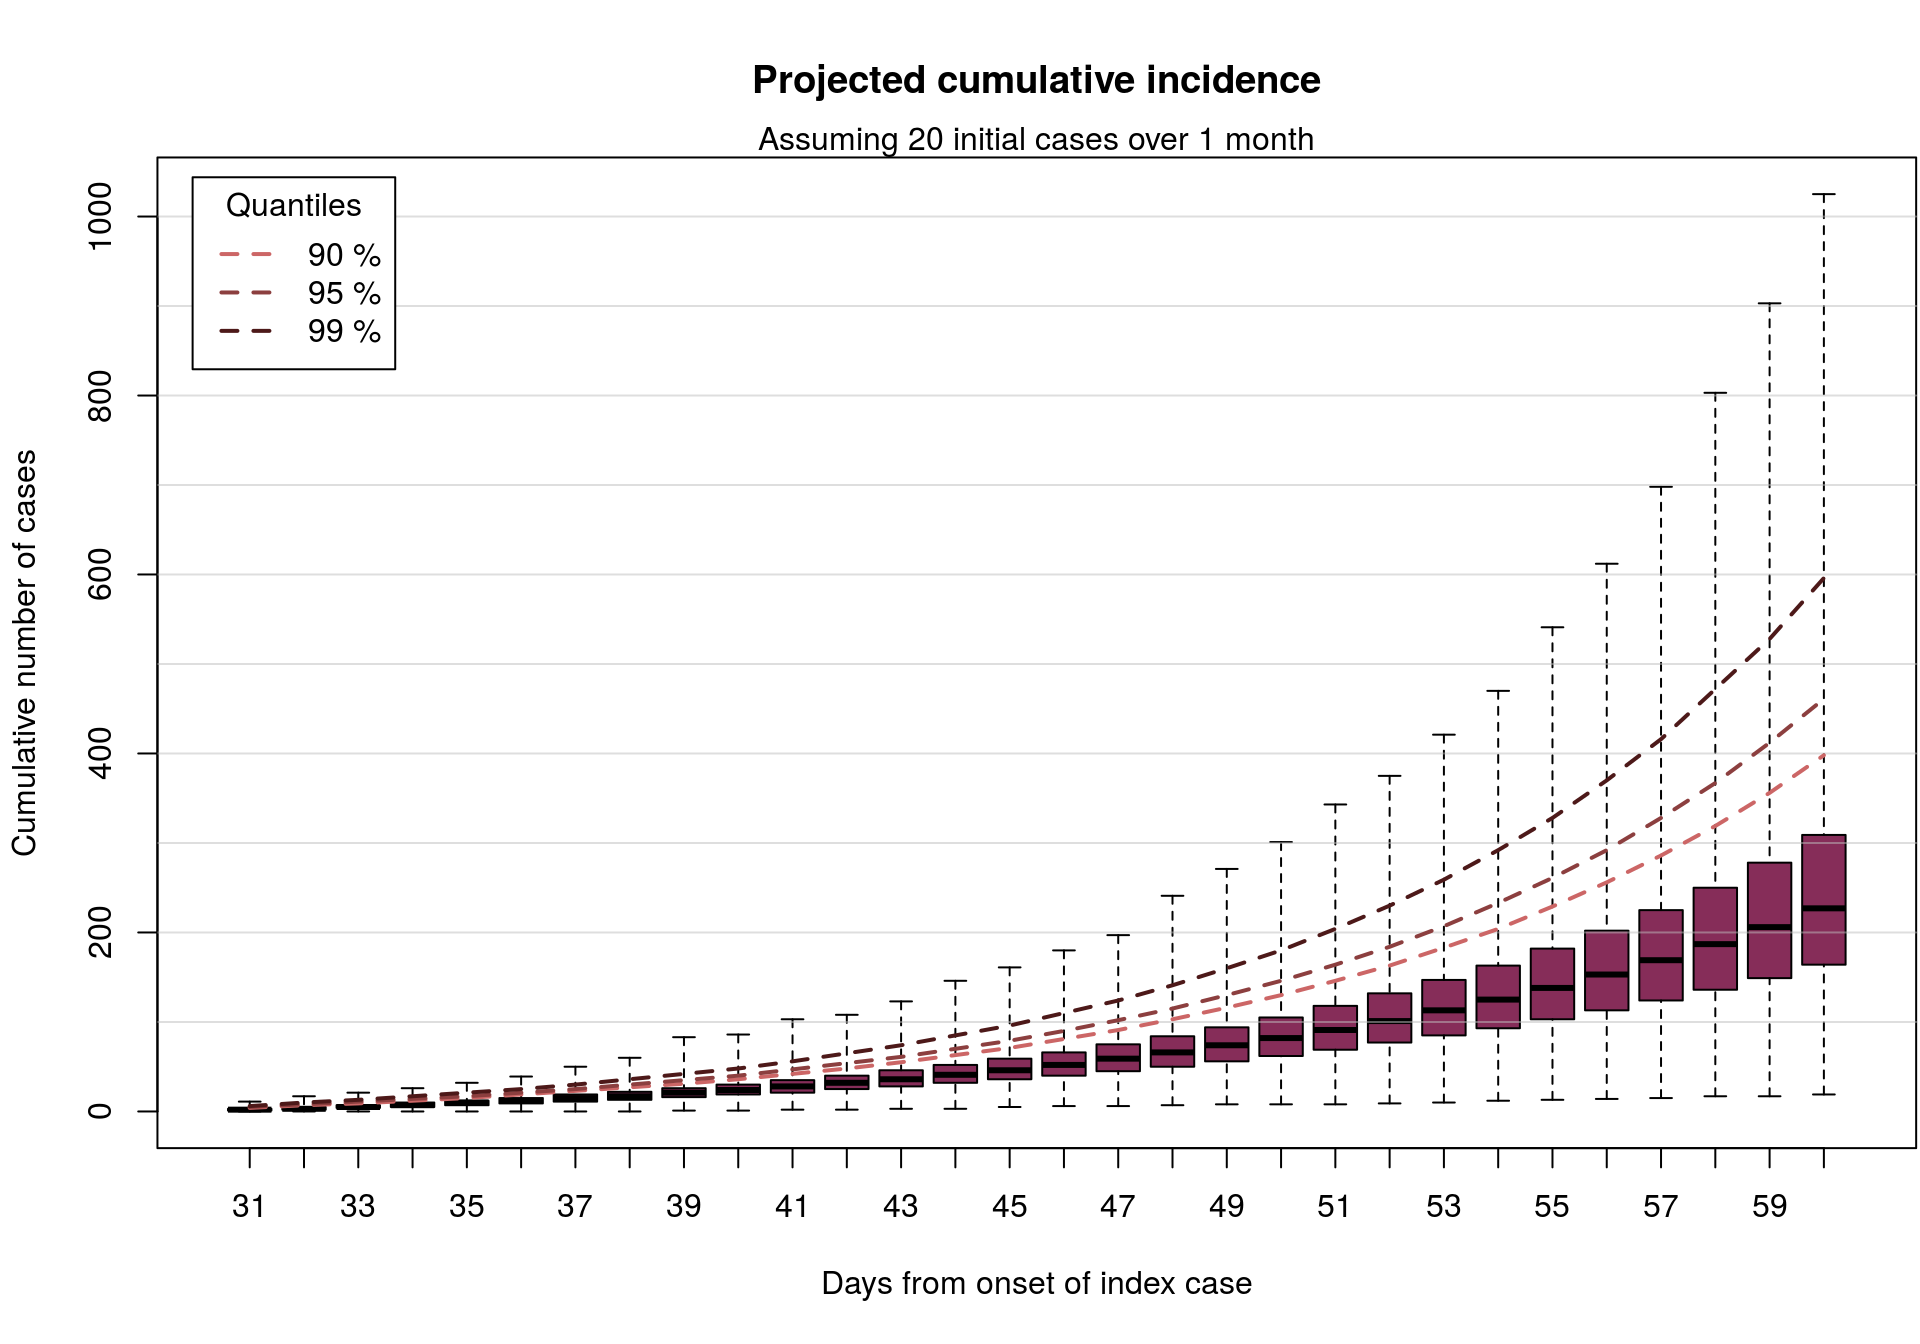 Projected cumulative incidence
Assuming 20 initial cases over 1 month
Quantiles
90 %
95 %
99 %
Cumulative number of cases
1000
800
600
400
200
0
31 33 35 37 39 41 43 45 47 49 51 53 55 57 59
Days from onset of index case